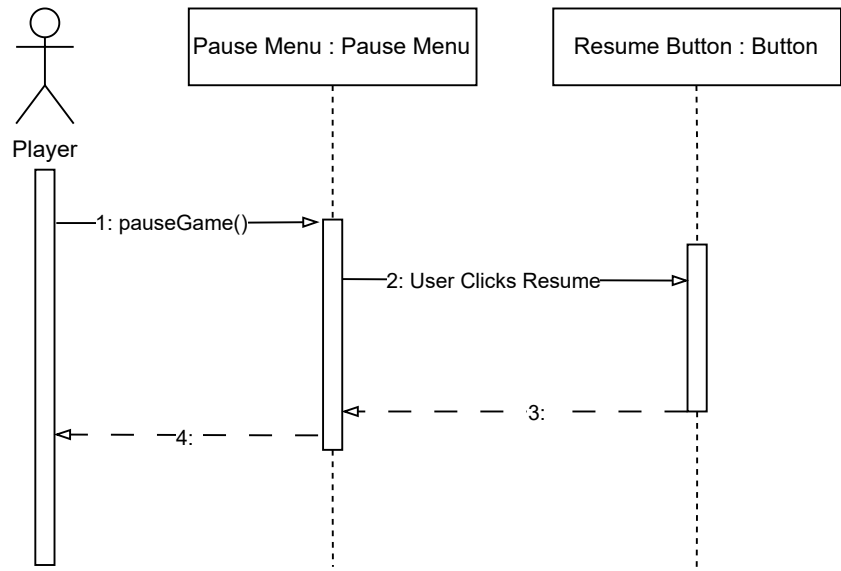 Pause Menu : Pause Menu
Resume Button : Button
Player
1: pauseGame()
2: User Clicks Resume
3:
4: